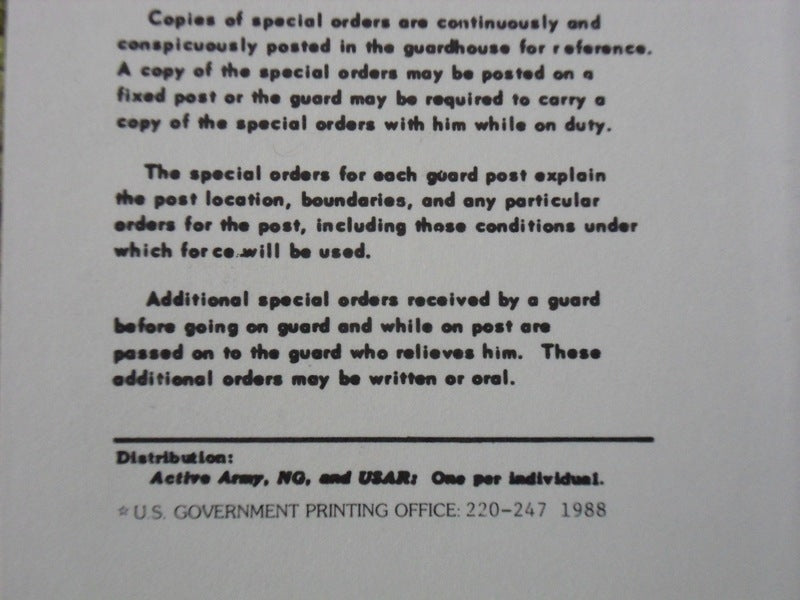 Copies of special orders are continuously and
conspicuously posted in the guardhouse for reference.
A copy of the special orders may be posted on a
fixed post or the guard may be required to carry a
copy of the special orders with him while on duty.
The special orders for each guard post explain
the post location, boundaries, and any particular
orders for the post, including those conditions under
which force will be used.
Additional special orders received by a guard
before going on guard and while on post are
passed on to the guard who relieves him. These
additional orders may be written or oral.
Distribution:
Active Army, NG, and USAR: One per individual.
☆ U.S. GOVERNMENT PRINTING OFFICE: 220-247 1988